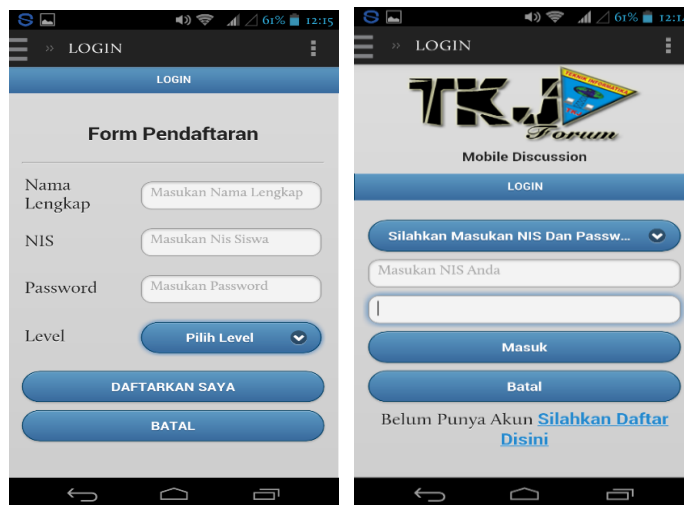 61% 12:15
» LOGIN
LOGIN
Form Pendaftaran
Nama Lengkap
Masukan Nama Lengkap
NIS
Masukan Nis Siswa
Password
Masukan Password
Level
Pilih Level
DAFTARKAN SAYA
BATAL
61%
» LOGIN
TKJ
Forum
Mobile Discussion
LOGIN
Silahkan Masukan NIS Dan Passw...
Masukan NIS Anda
Masuk
Batal
Belum Punya Akun Silahkan Daftar
Disini